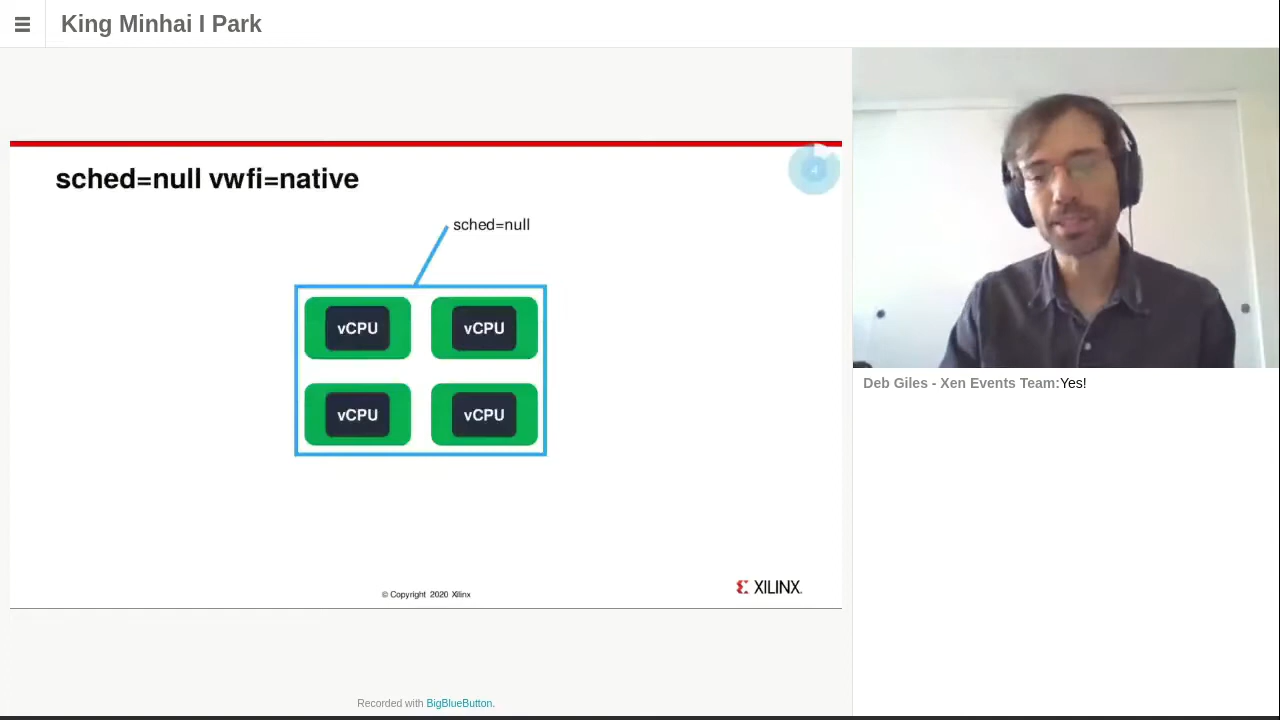 King Minhai I Park
sched=null vwfi=native
4
sched=null
vCPU
vCPU
vCPU
vCPU
© Copyright 2020 Xilinx
XILINX
Deb Giles - Xen Events Team:Yes!
Recorded with BigBlueButton.